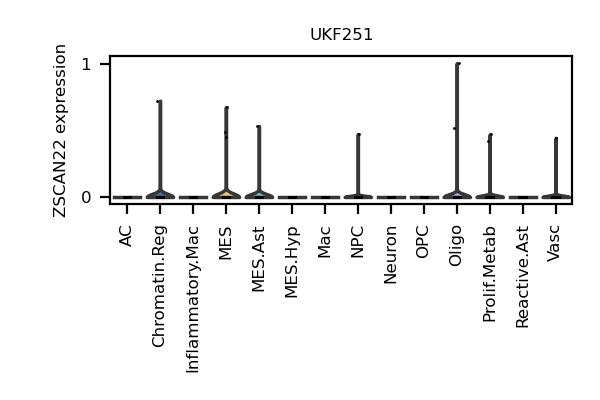 UKF251
ZSCAN22 expression
1
0
AC
Chromatin.Reg
Inflammatory.Mac
MES
MES.Ast
MES.Hyp
Mac
NPC
Neuron
OPC
Oligo
Prolif.Metab
Reactive.Ast
Vasc